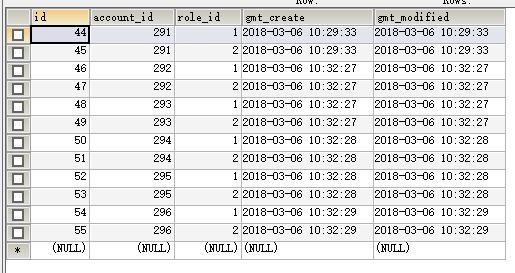 Row: Rows:
id account_id role_id gmt_create gmt_modified
44 291 1 2018-03-06 10:29:33 2018-03-06 10:29:33
45 291 2 2018-03-06 10:29:33 2018-03-06 10:29:33
46 292 1 2018-03-06 10:32:27 2018-03-06 10:32:27
47 292 2 2018-03-06 10:32:27 2018-03-06 10:32:27
48 293 1 2018-03-06 10:32:27 2018-03-06 10:32:27
49 293 2 2018-03-06 10:32:27 2018-03-06 10:32:27
50 294 1 2018-03-06 10:32:28 2018-03-06 10:32:28
51 294 2 2018-03-06 10:32:28 2018-03-06 10:32:28
52 295 1 2018-03-06 10:32:28 2018-03-06 10:32:28
53 295 2 2018-03-06 10:32:28 2018-03-06 10:32:28
54 296 1 2018-03-06 10:32:29 2018-03-06 10:32:29
55 296 2 2018-03-06 10:32:29 2018-03-06 10:32:29
* (NULL) (NULL) (NULL) (NULL) (NULL)